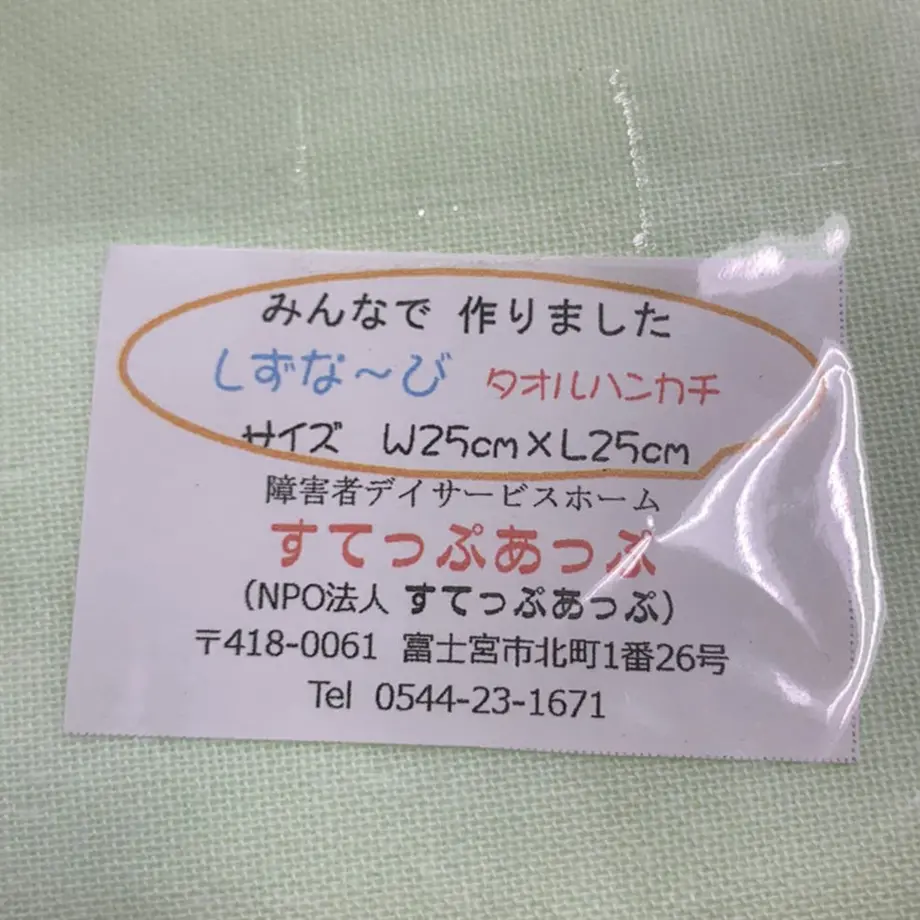 みんなで 作りました
しずな～び タオルハンカチ
サイズ W25cm×L25cm
障害者デイサービスホーム
すてっぷあっぷ
（NPO法人 すてっぷあっぷ）
〒418-0061 富士宮市北町1番26号
Tel 0544-23-1671